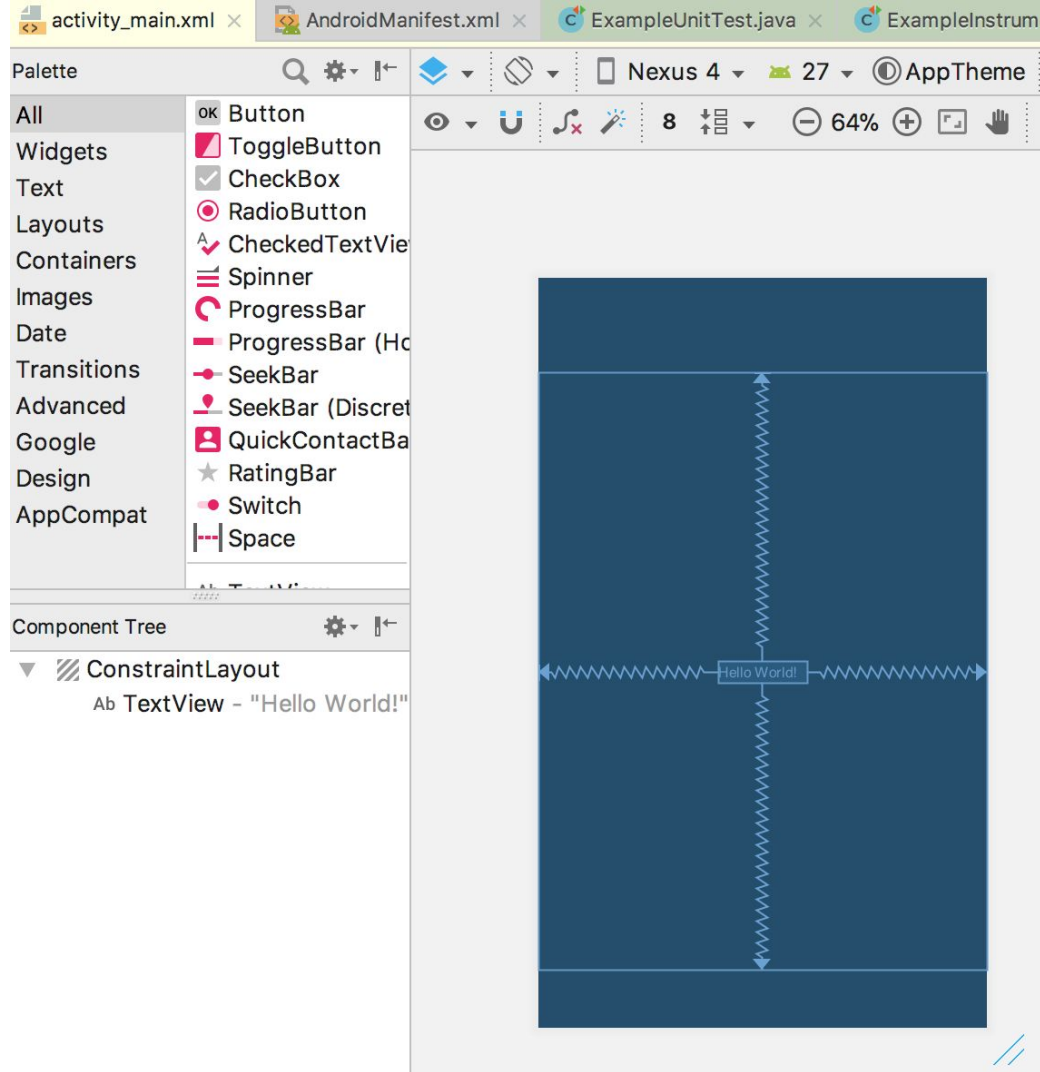 activity_main.xml
AndroidManifest.xml
ExampleUnitTest.java
ExampleInstrum
Palette
Nexus 4
27
AppTheme
8
64%
All
Widgets
Text
Layouts
Containers
Images
Date
Transitions
Advanced
Google
Design
AppCompat
OK Button
ToggleButton
CheckBox
RadioButton
CheckedTextVie
Spinner
ProgressBar
ProgressBar (Ho
SeekBar
SeekBar (Discret
QuickContactBa
RatingBar
Switch
Space
Component Tree
ConstraintLayout
Ab TextView - "Hello World!"
Hello World!